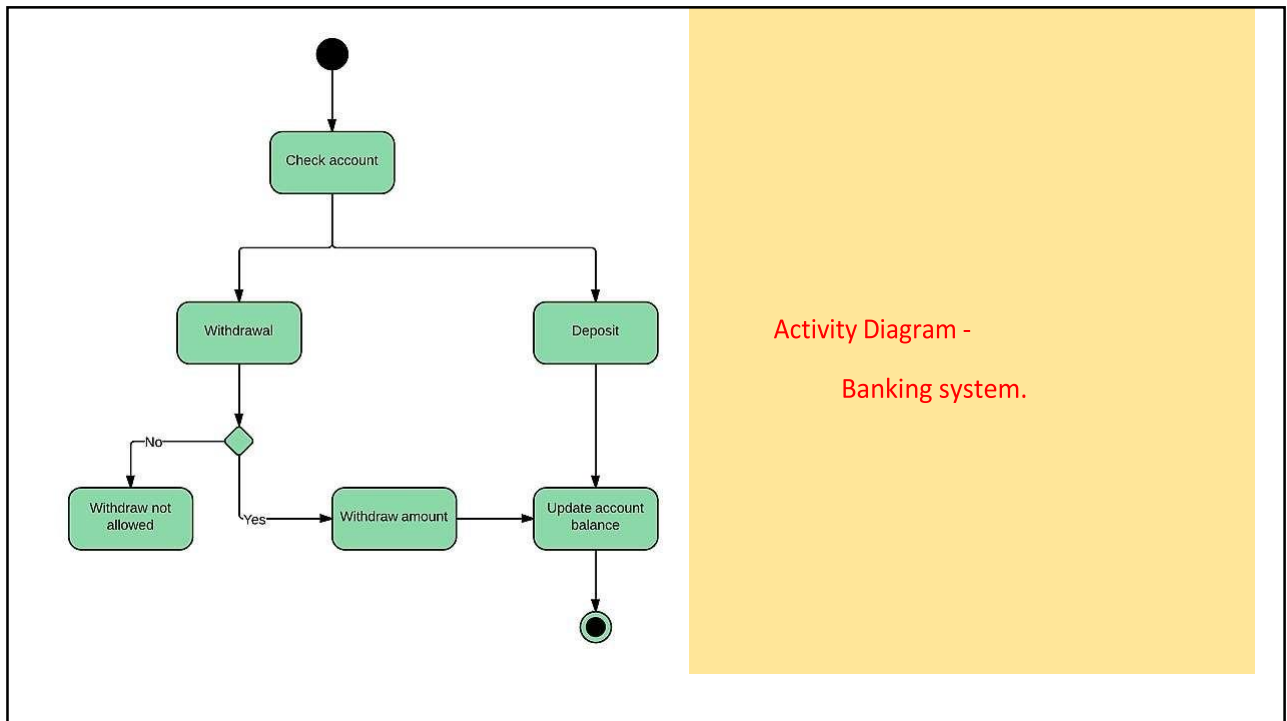 Check account
Withdrawal
Deposit
Activity Diagram -
Banking system.
No
Withdraw not
allowed
Yes
Withdraw amount
Update account
balance